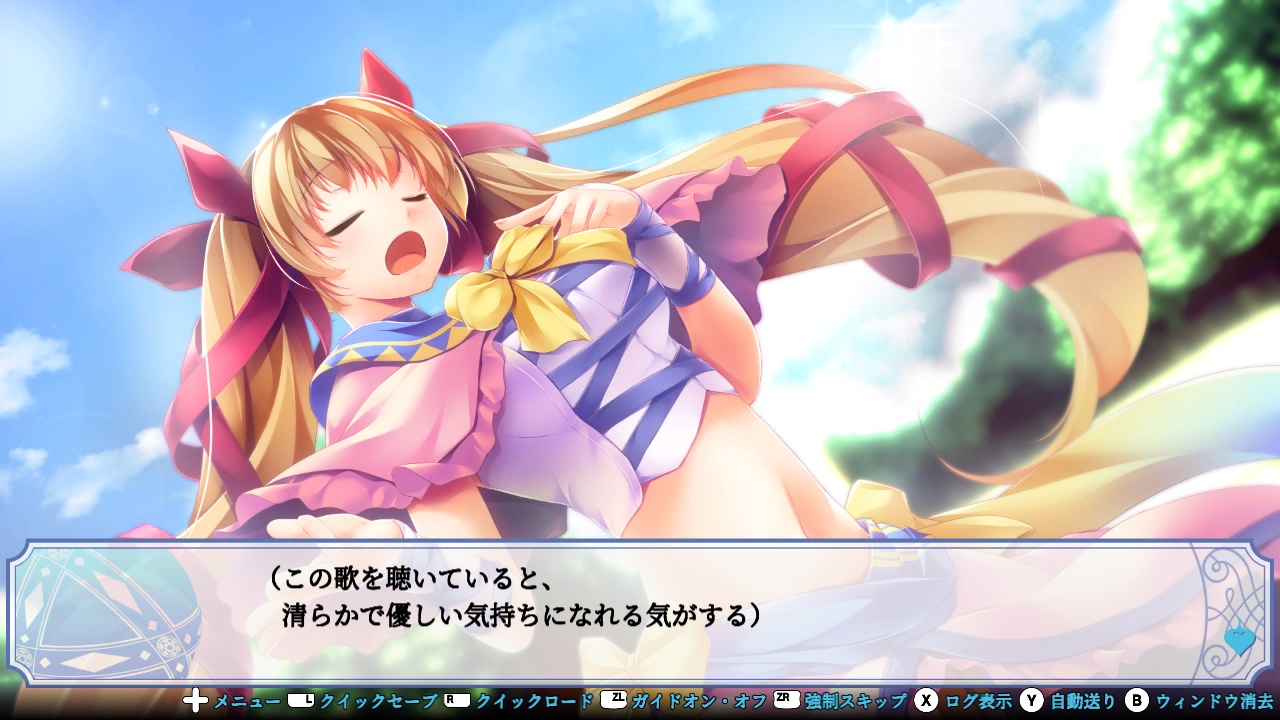 （この歌を聴いていると、
清らかで優しい気持ちになれる気がする）
メニュー L クイックセーブ R クイックロード ZL ガイドオン・オフ ZR 強制スキップ X ログ表示 Y 自動送り B ウィンドウ消去